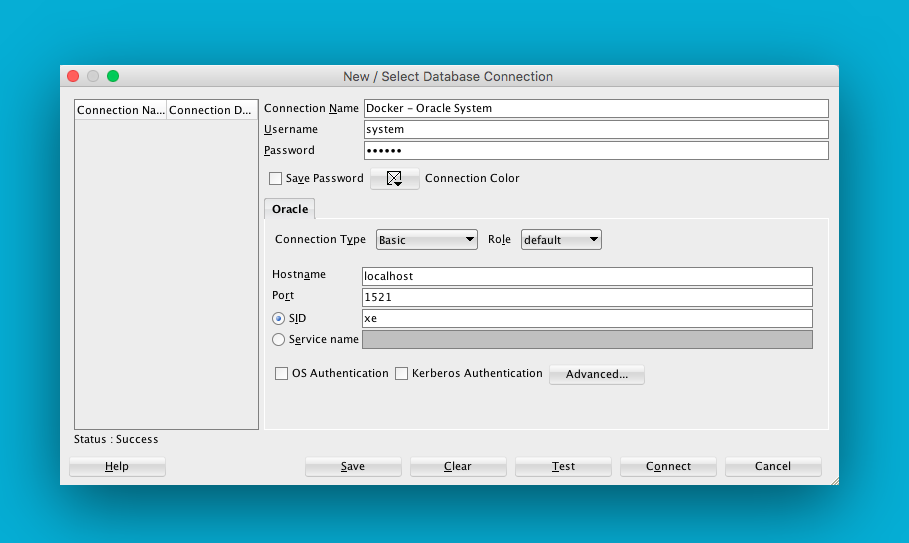 New / Select Database Connection
Connection Na... Connection D...
Connection Name Docker - Oracle System
Username system
Password ••••••
Save Password Connection Color
Oracle
Connection Type Basic Role default
Hostname localhost
Port 1521
SID xe
Service name
OS Authentication Kerberos Authentication Advanced...
Status : Success
Help Save Clear Test Connect Cancel